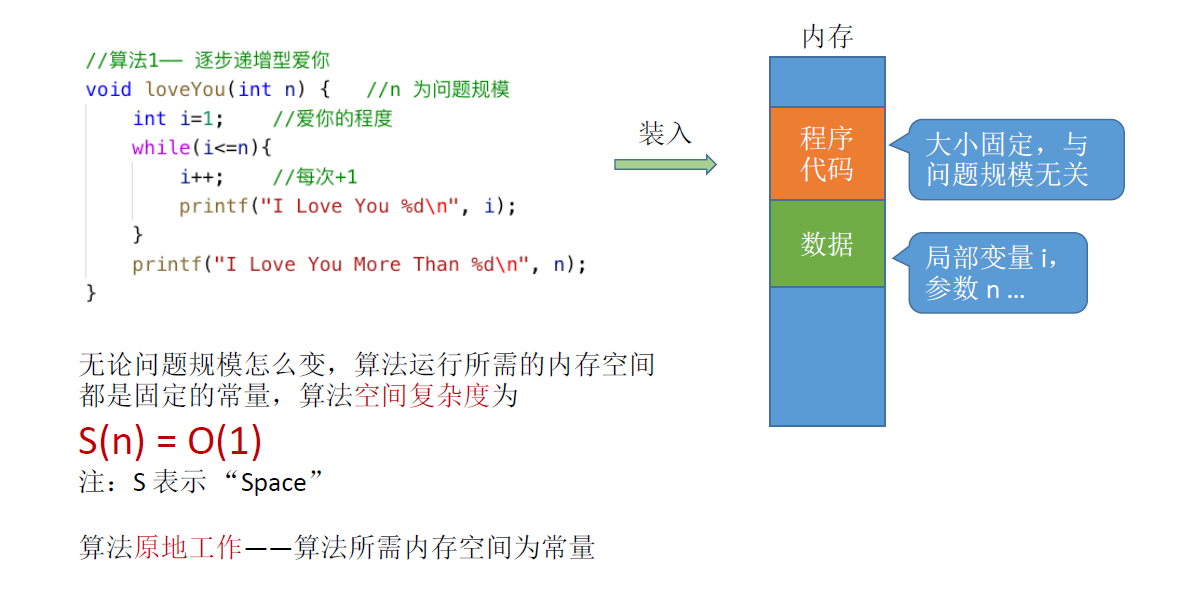 //算法1—— 逐步递增型爱你
void loveYou(int n) {   //n 为问题规模
    int i=1;    //爱你的程度
    while(i<=n){
        i++;    //每次+1
        printf("I Love You %d\n", i);
    }
    printf("I Love You More Than %d\n", n);
}
装入
内存
程序
代码
数据
大小固定，与
问题规模无关
局部变量 i，
参数 n …
无论问题规模怎么变，算法运行所需的内存空间
都是固定的常量，算法空间复杂度为
S(n) = O(1)
注：S 表示 “Space”
算法原地工作——算法所需内存空间为常量